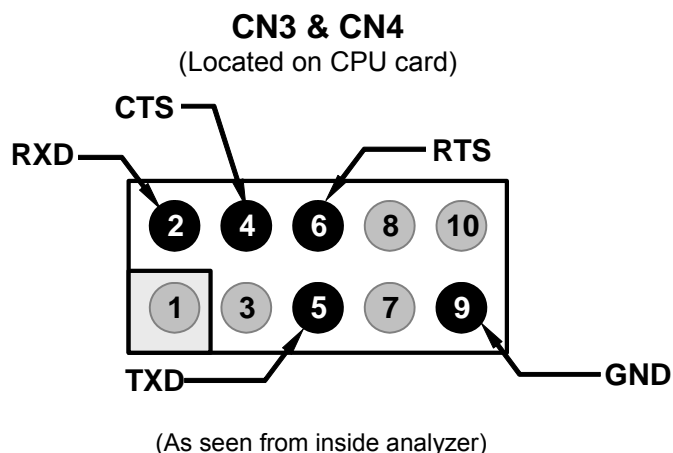 CN3 & CN4
(Located on CPU card)
CTS
RXD
RTS
2 4 6 8 10
1 3 5 7 9
TXD
GND
(As seen from inside analyzer)